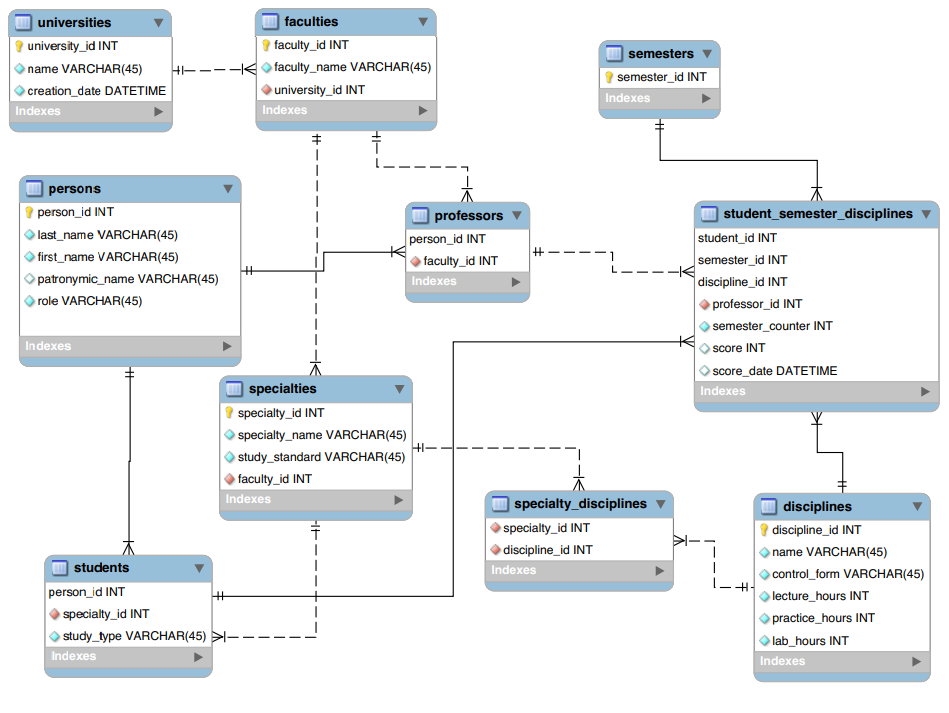 universities
university_id INT
name VARCHAR(45)
creation_date DATETIME
Indexes
faculties
faculty_id INT
faculty_name VARCHAR(45)
university_id INT
Indexes
semesters
semester_id INT
Indexes
persons
person_id INT
last_name VARCHAR(45)
first_name VARCHAR(45)
patronymic_name VARCHAR(45)
role VARCHAR(45)
Indexes
professors
person_id INT
faculty_id INT
Indexes
student_semester_disciplines
student_id INT
semester_id INT
discipline_id INT
professor_id INT
semester_counter INT
score INT
score_date DATETIME
Indexes
specialties
specialty_id INT
specialty_name VARCHAR(45)
study_standard VARCHAR(45)
faculty_id INT
Indexes
specialty_disciplines
specialty_id INT
discipline_id INT
Indexes
disciplines
discipline_id INT
name VARCHAR(45)
control_form VARCHAR(45)
lecture_hours INT
practice_hours INT
lab_hours INT
Indexes
students
person_id INT
specialty_id INT
study_type VARCHAR(45)
Indexes